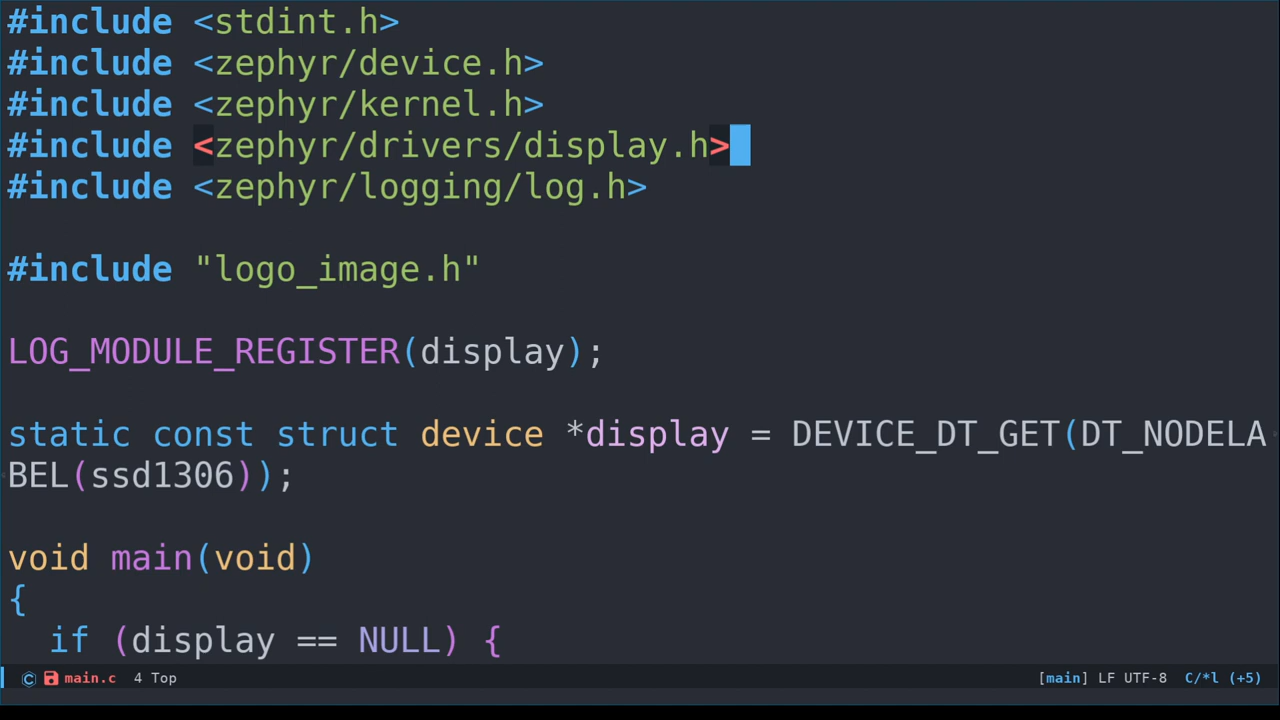 #include <stdint.h>
#include <zephyr/device.h>
#include <zephyr/kernel.h>
#include <zephyr/drivers/display.h>
#include <zephyr/logging/log.h>
#include "logo_image.h"
LOG_MODULE_REGISTER(display);
static const struct device *display = DEVICE_DT_GET(DT_NODELA
BEL(ssd1306));
void main(void)
{
  if (display == NULL) {
main.c 4 Top [main] LF UTF-8 C/*l (+5)